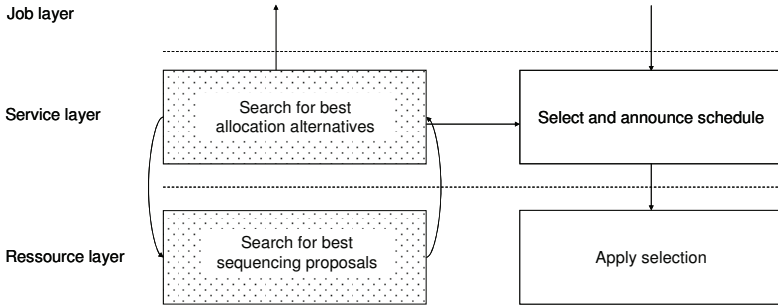 Job layer
Service layer
Search for best
allocation alternatives
Select and announce schedule
Ressource layer
Search for best
sequencing proposals
Apply selection